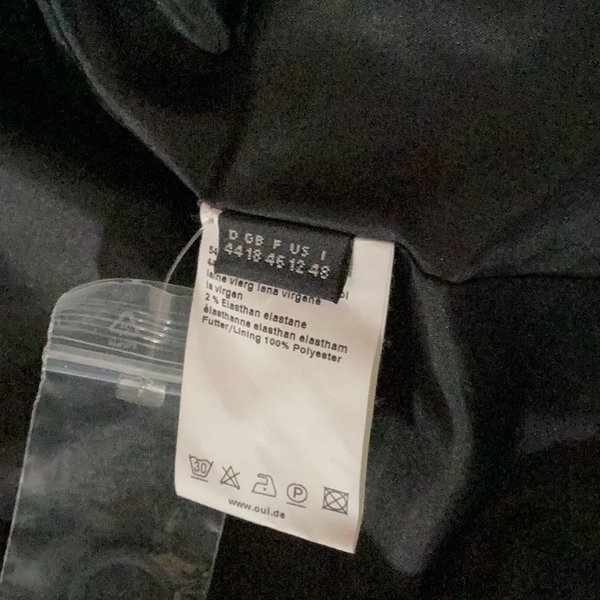 D GB F US I
44 18 46 12 48
laine vierg lana virgene
la virgen
2 % Elasthan elastane
èlasthanne elasthan elastham
Futter/Lining 100% Polyester
30
P
www.oui.de